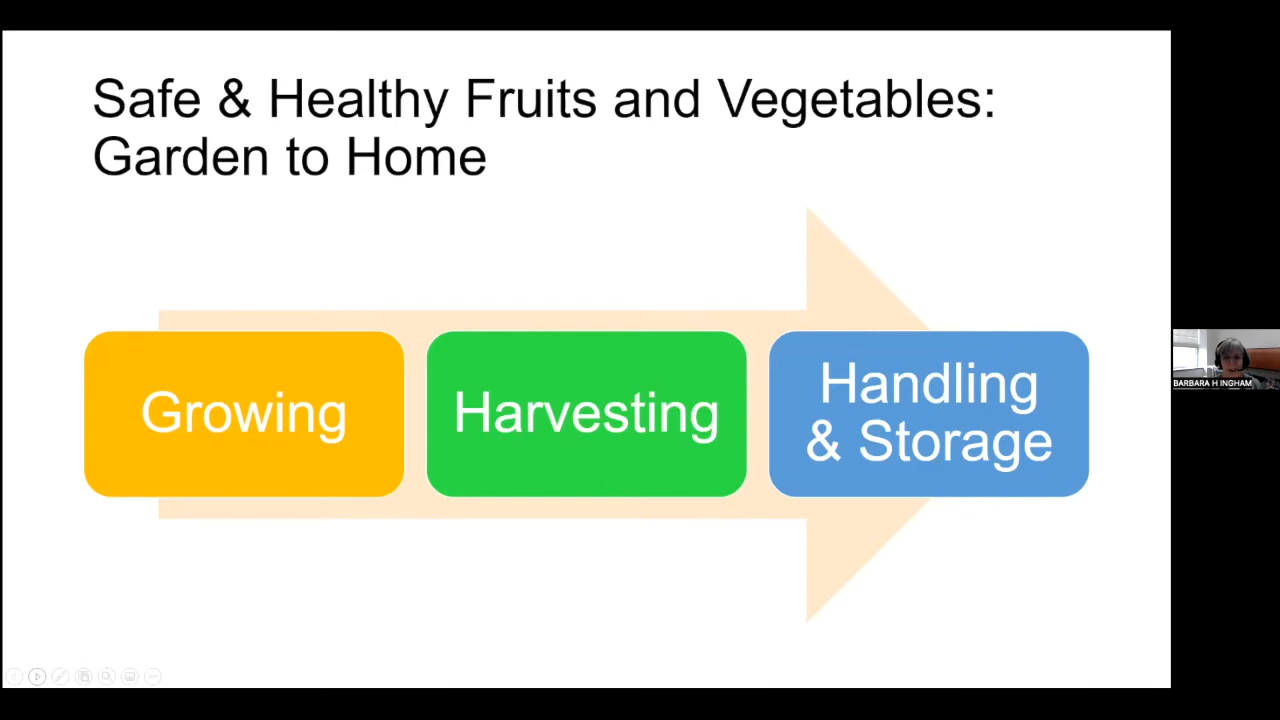 Safe & Healthy Fruits and Vegetables:
Garden to Home
Growing
Harvesting
Handling
& Storage
BARBARA H INGHAM